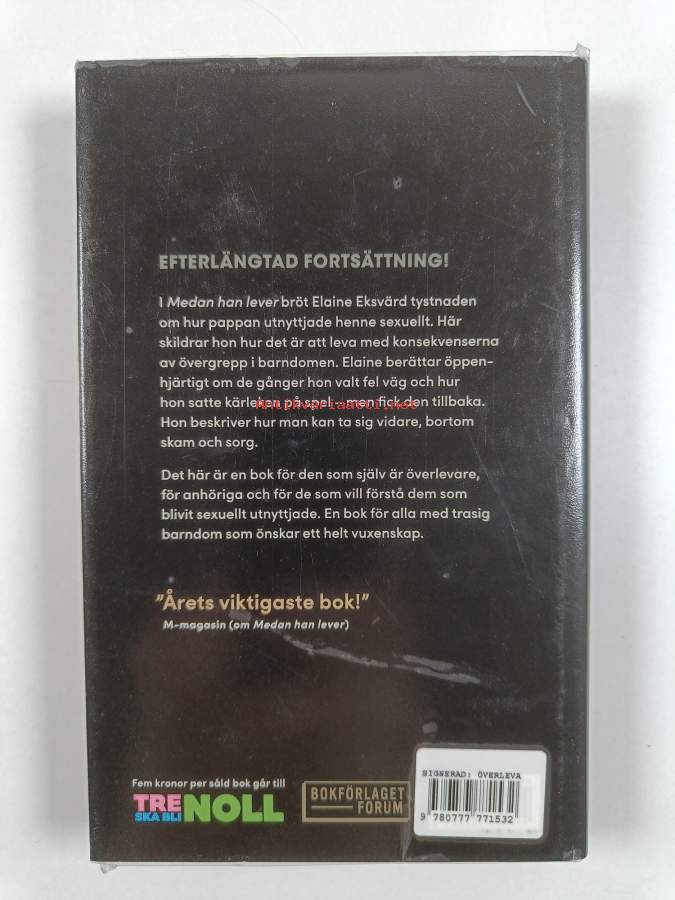 EFTERLÄNGTAD FORTSÄTTNING!
I Medan han lever bröt Elaine Eksvärd tystnaden
om hur pappan utnyttjade henne sexuellt. Här
skildrar hon hur det är att leva med konsekvenserna
av övergrepp i barndomen. Elaine berättar öppen-
hjärtigt om de gånger hon valt fel väg och hur
hon satte kärleken på spel – men fick den tillbaka.
Antikvariaatti.net
Hon beskriver hur man kan ta sig vidare, bortom
skam och sorg.
Det här är en bok för den som själv är överlevare,
för anhöriga och för de som vill förstå dem som
blivit sexuellt utnyttjade. En bok för alla med trasig
barndom som önskar ett helt vuxenskap.
”Årets viktigaste bok!”
M-magasin (om Medan han lever)
Fem kronor per såld bok går till
TRE SKA BLI NOLL
BOKFÖRLAGET
FORUM
SIGNERAD: ÖVERLEVA
9 780777 771532